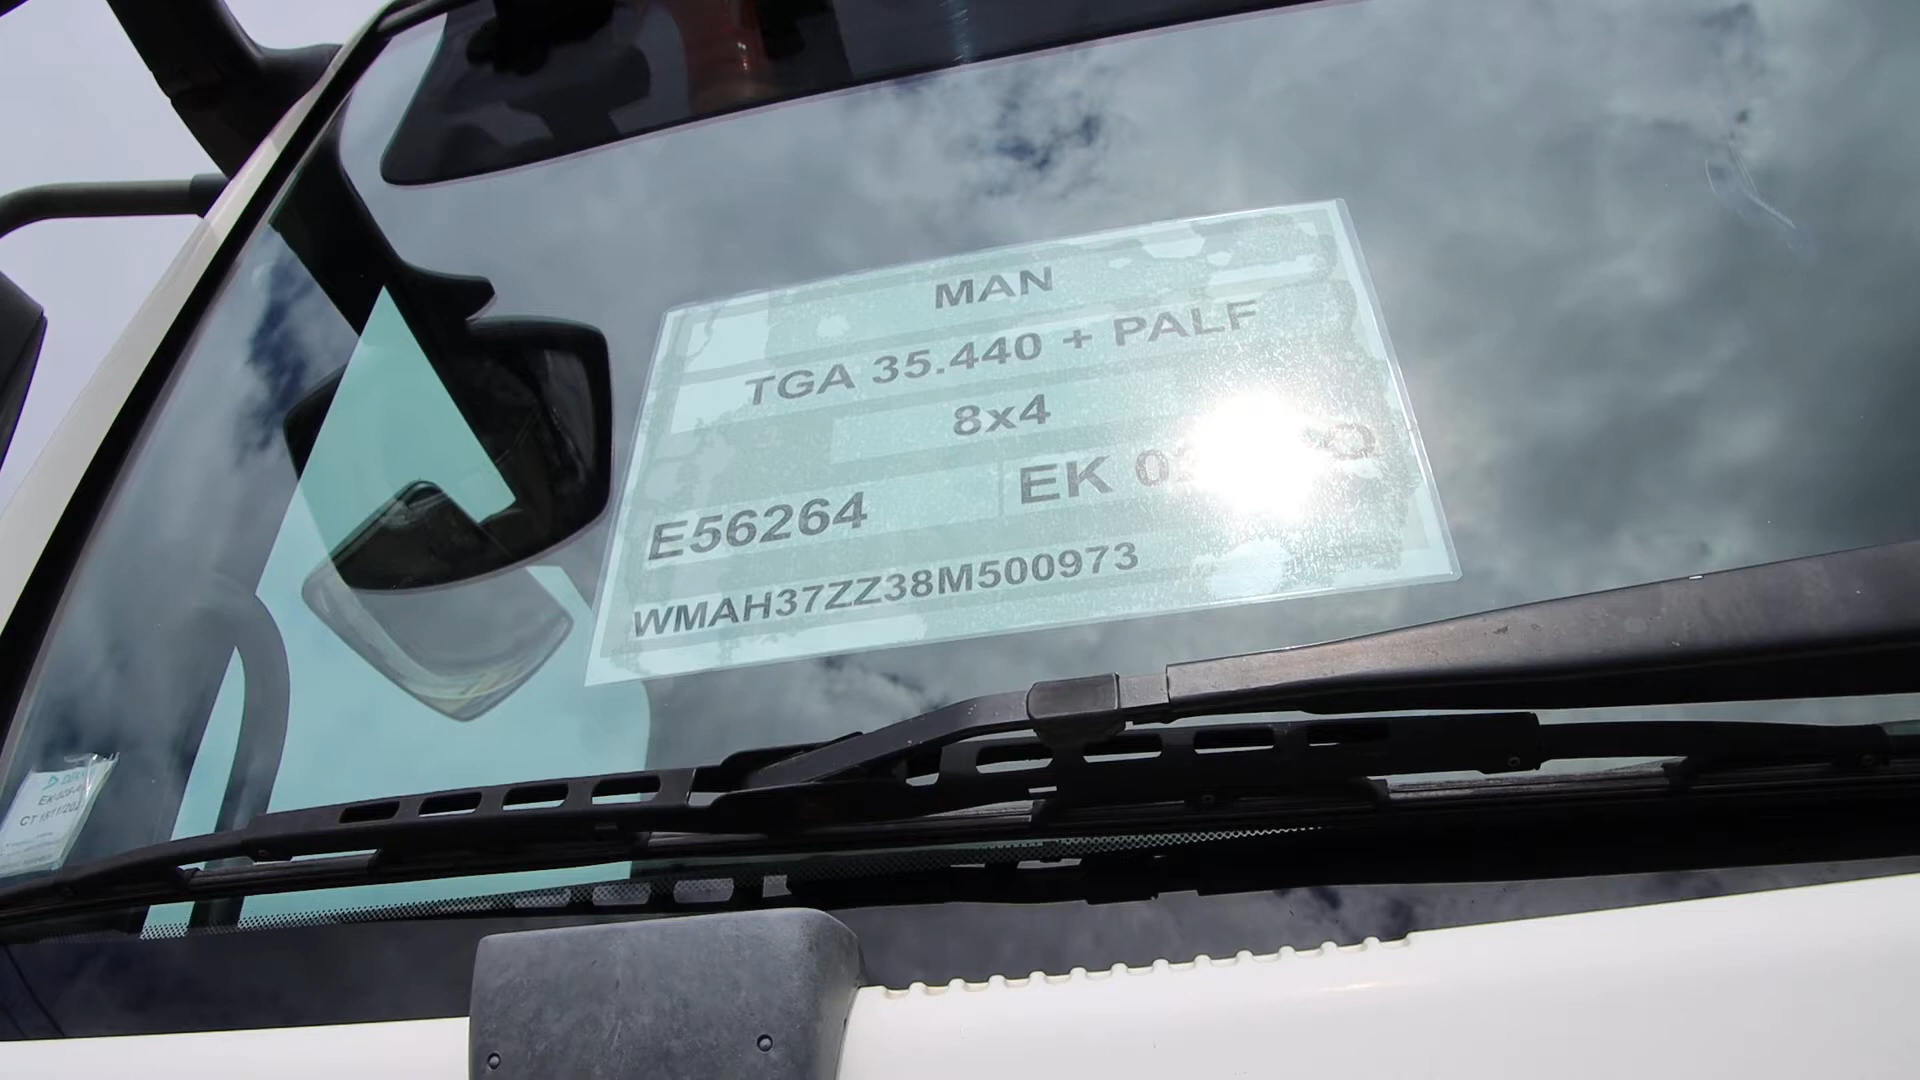 MAN
TGA 35.440 + PALF
8x4
E56264
EK
WMAH37ZZ38M500973